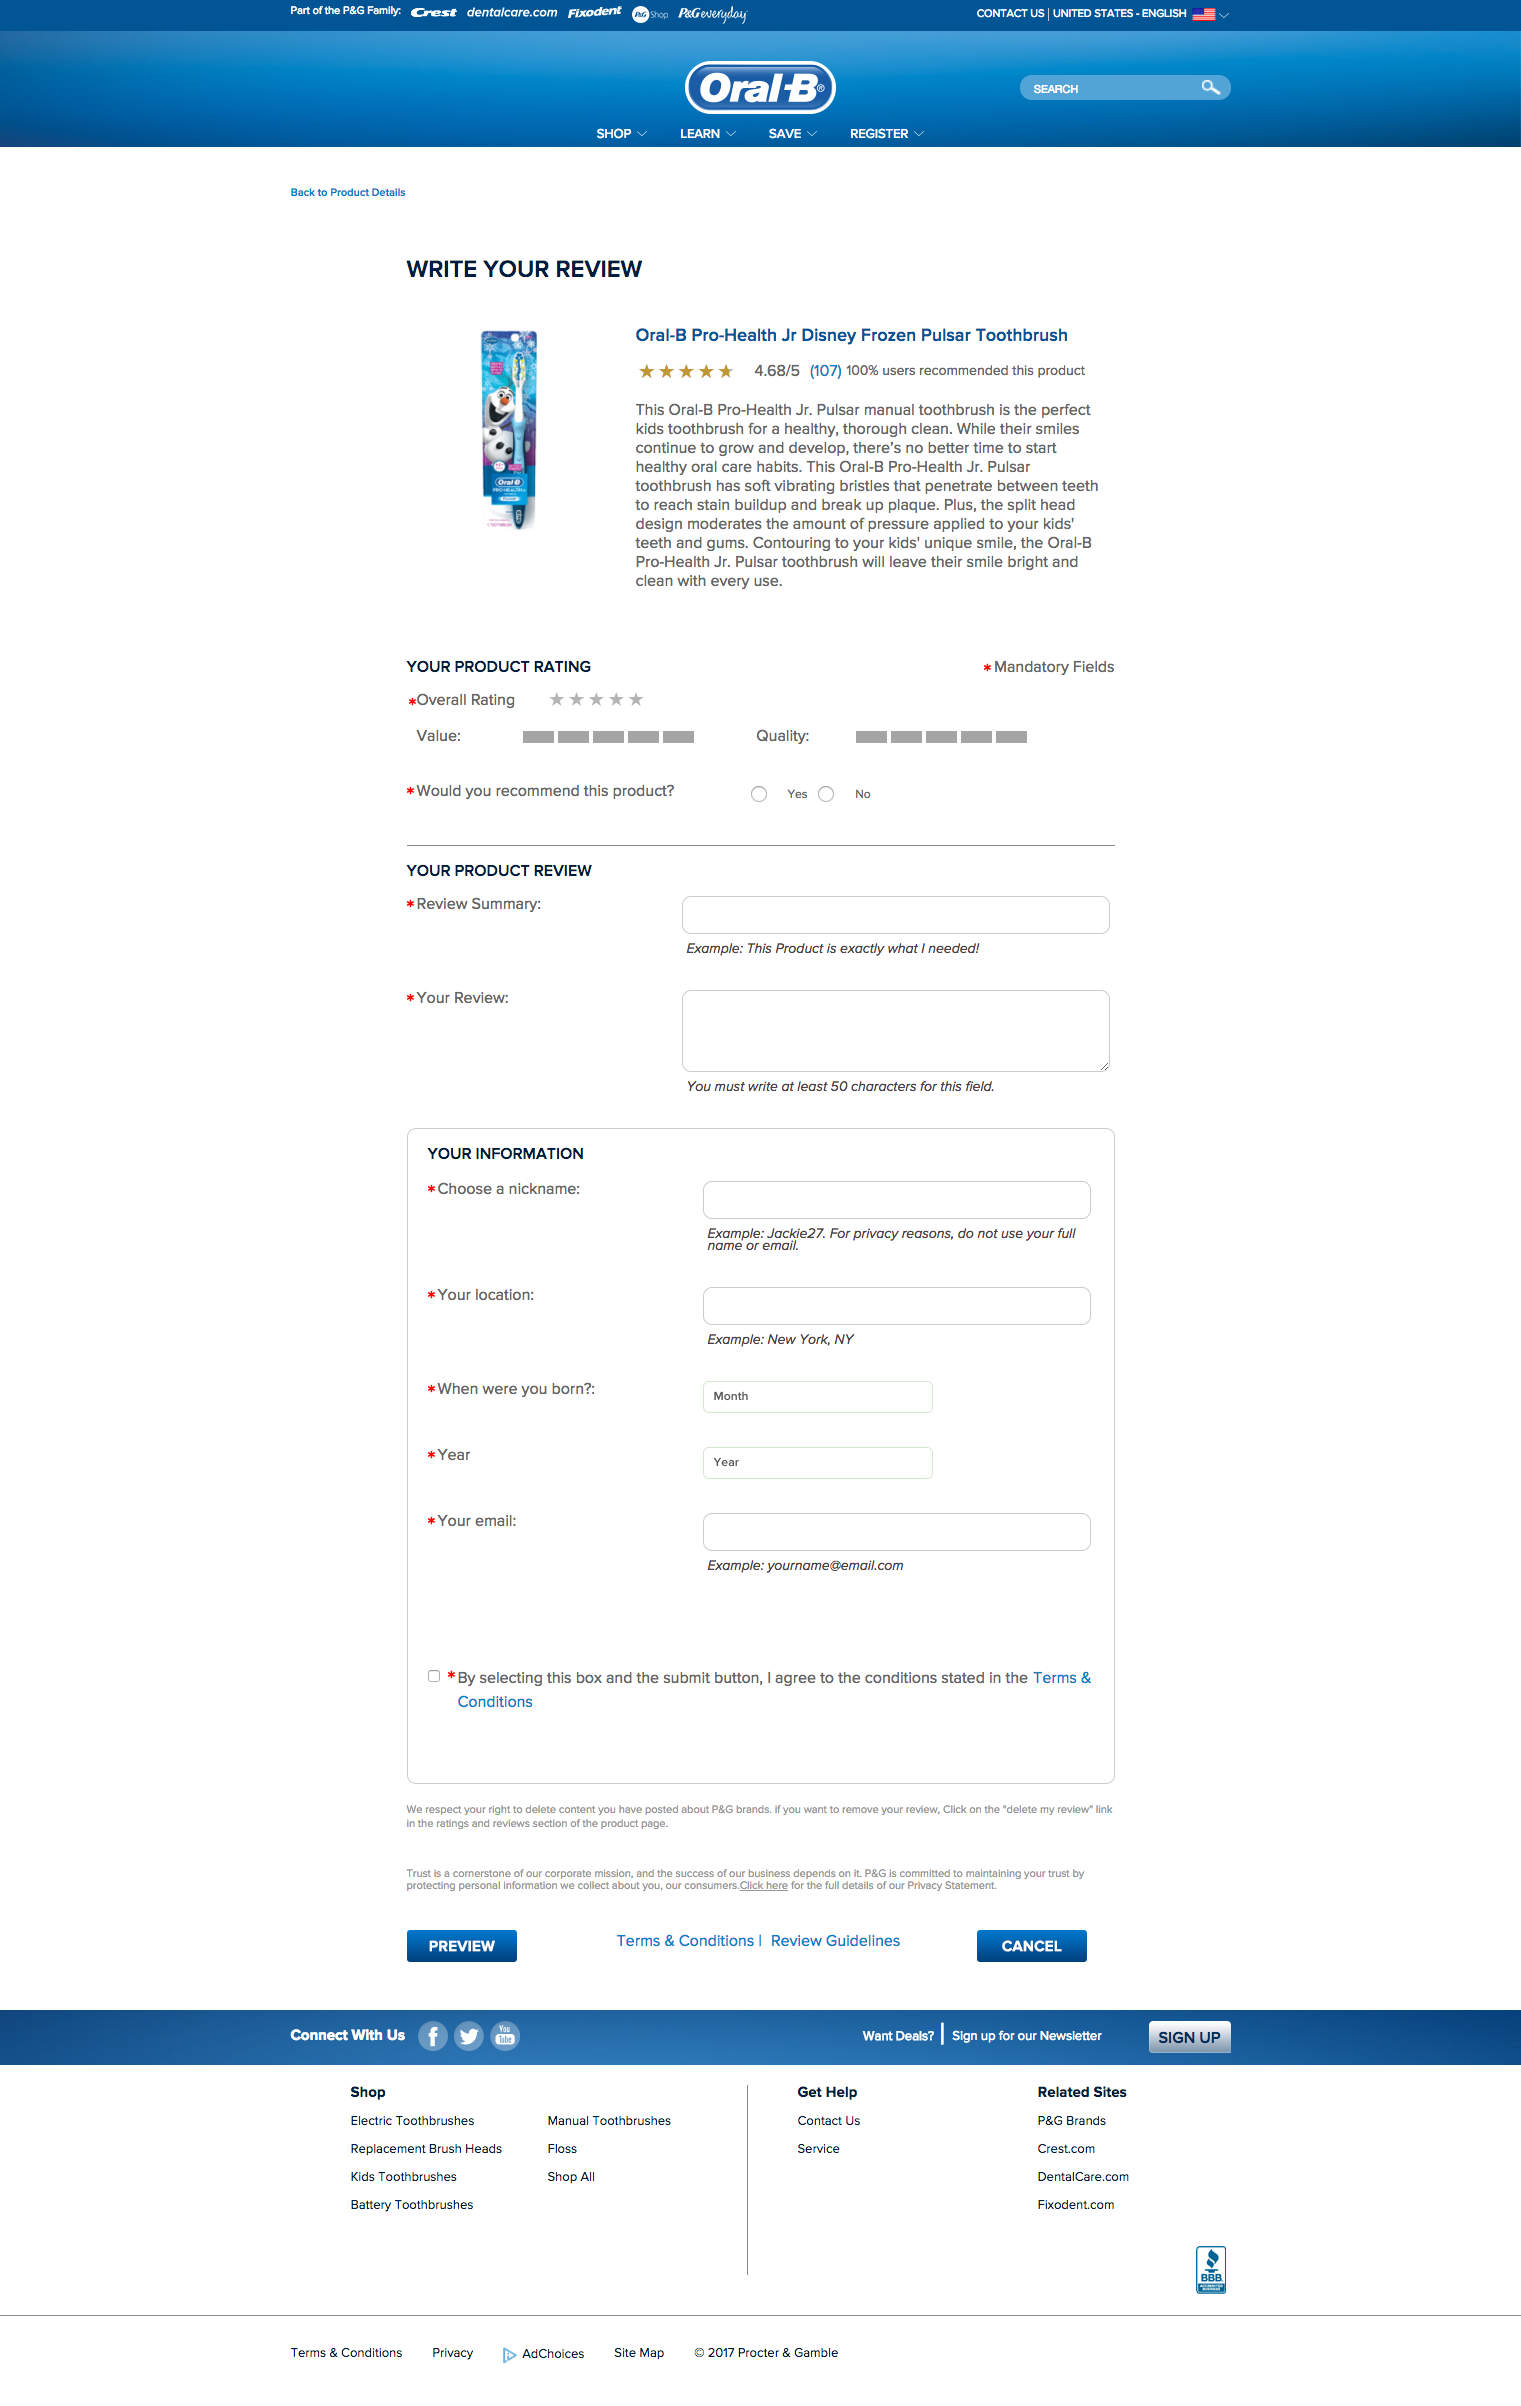 Part of the P&G Family: Crest dentalcare.com Fixodent P&G Shop P&G everyday
CONTACT US | UNITED STATES - ENGLISH
Oral-B®
SEARCH
SHOP LEARN SAVE REGISTER
Back to Product Details
WRITE YOUR REVIEW
Oral-B
PRO-HEALTH
Oral-B Pro-Health Jr Disney Frozen Pulsar Toothbrush
4.68/5 (107) 100% users recommended this product
This Oral-B Pro-Health Jr. Pulsar manual toothbrush is the perfect
kids toothbrush for a healthy, thorough clean. While their smiles
continue to grow and develop, there's no better time to start
healthy oral care habits. This Oral-B Pro-Health Jr. Pulsar
toothbrush has soft vibrating bristles that penetrate between teeth
to reach stain buildup and break up plaque. Plus, the split head
design moderates the amount of pressure applied to your kids'
teeth and gums. Contouring to your kids' unique smile, the Oral-B
Pro-Health Jr. Pulsar toothbrush will leave their smile bright and
clean with every use.
YOUR PRODUCT RATING
* Mandatory Fields
*Overall Rating
Value:
Quality:
*Would you recommend this product? Yes No
YOUR PRODUCT REVIEW
*Review Summary:
Example: This Product is exactly what I needed!
*Your Review:
You must write at least 50 characters for this field.
YOUR INFORMATION
*Choose a nickname:
Example: Jackie27. For privacy reasons, do not use your full
name or email.
*Your location:
Example: New York, NY
*When were you born?: Month
*Year Year
*Your email:
Example: yourname@email.com
*By selecting this box and the submit button, I agree to the conditions stated in the Terms &
Conditions
We respect your right to delete content you have posted about P&G brands. if you want to remove your review, Click on the "delete my review" link
in the ratings and reviews section of the product page.
Trust is a cornerstone of our corporate mission, and the success of our business depends on it. P&G is committed to maintaining your trust by
protecting personal information we collect about you, our consumers.Click here for the full details of our Privacy Statement.
PREVIEW
Terms & Conditions | Review Guidelines
CANCEL
Connect With Us
You Tube
Want Deals? | Sign up for our Newsletter
SIGN UP
Shop
Electric Toothbrushes
Replacement Brush Heads
Kids Toothbrushes
Battery Toothbrushes
Manual Toothbrushes
Floss
Shop All
Get Help
Contact Us
Service
Related Sites
P&G Brands
Crest.com
DentalCare.com
Fixodent.com
BBB
ACCREDITED
BUSINESS
Terms & Conditions Privacy AdChoices Site Map © 2017 Procter & Gamble